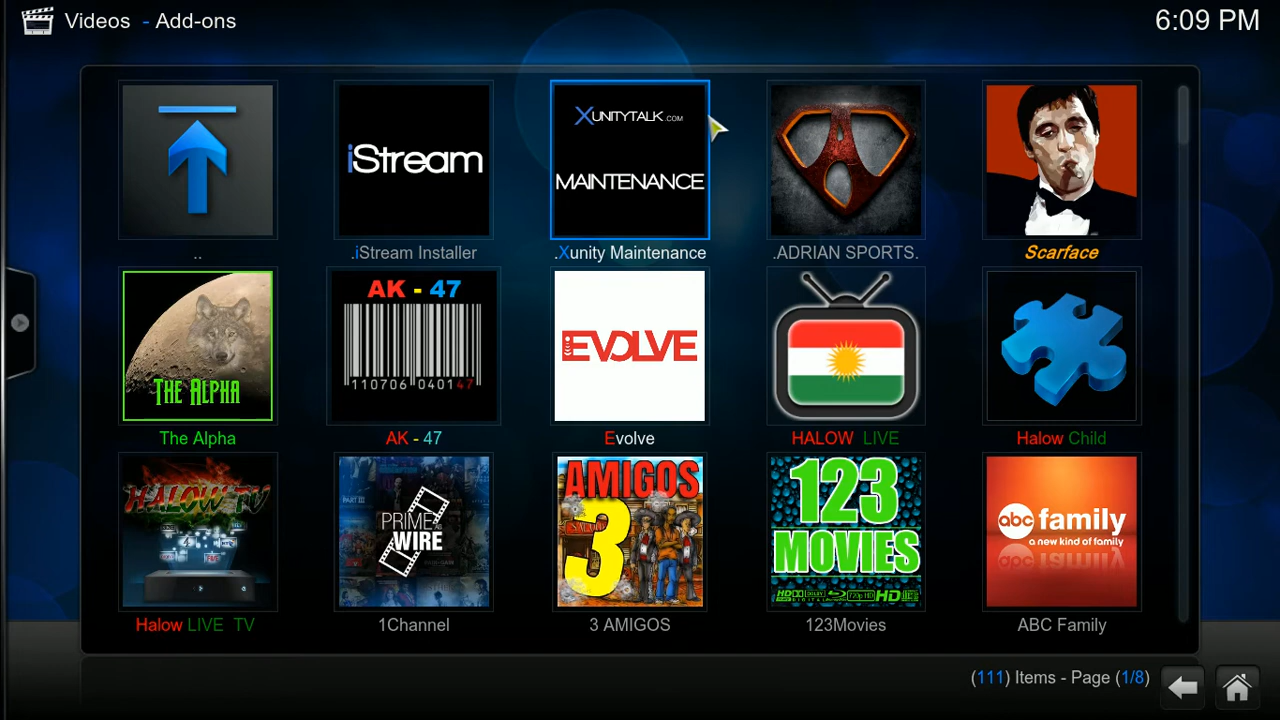 Videos - Add-ons
6:09 PM
iStream
XUNITYTALK.COM
MAINTENANCE
..
.iStream Installer
.Xunity Maintenance
.ADRIAN SPORTS.
Scarface
THE ALPHA
AK - 47
110706 040147
iEVOLVE
The Alpha
AK - 47
Evolve
HALOW LIVE
Halow Child
HALOW TV
PRIME WIRE
AMIGOS
3
123
MOVIES
abc family
a new kind of family
Halow LIVE TV
1Channel
3 AMIGOS
123Movies
ABC Family
(111) Items - Page (1/8)